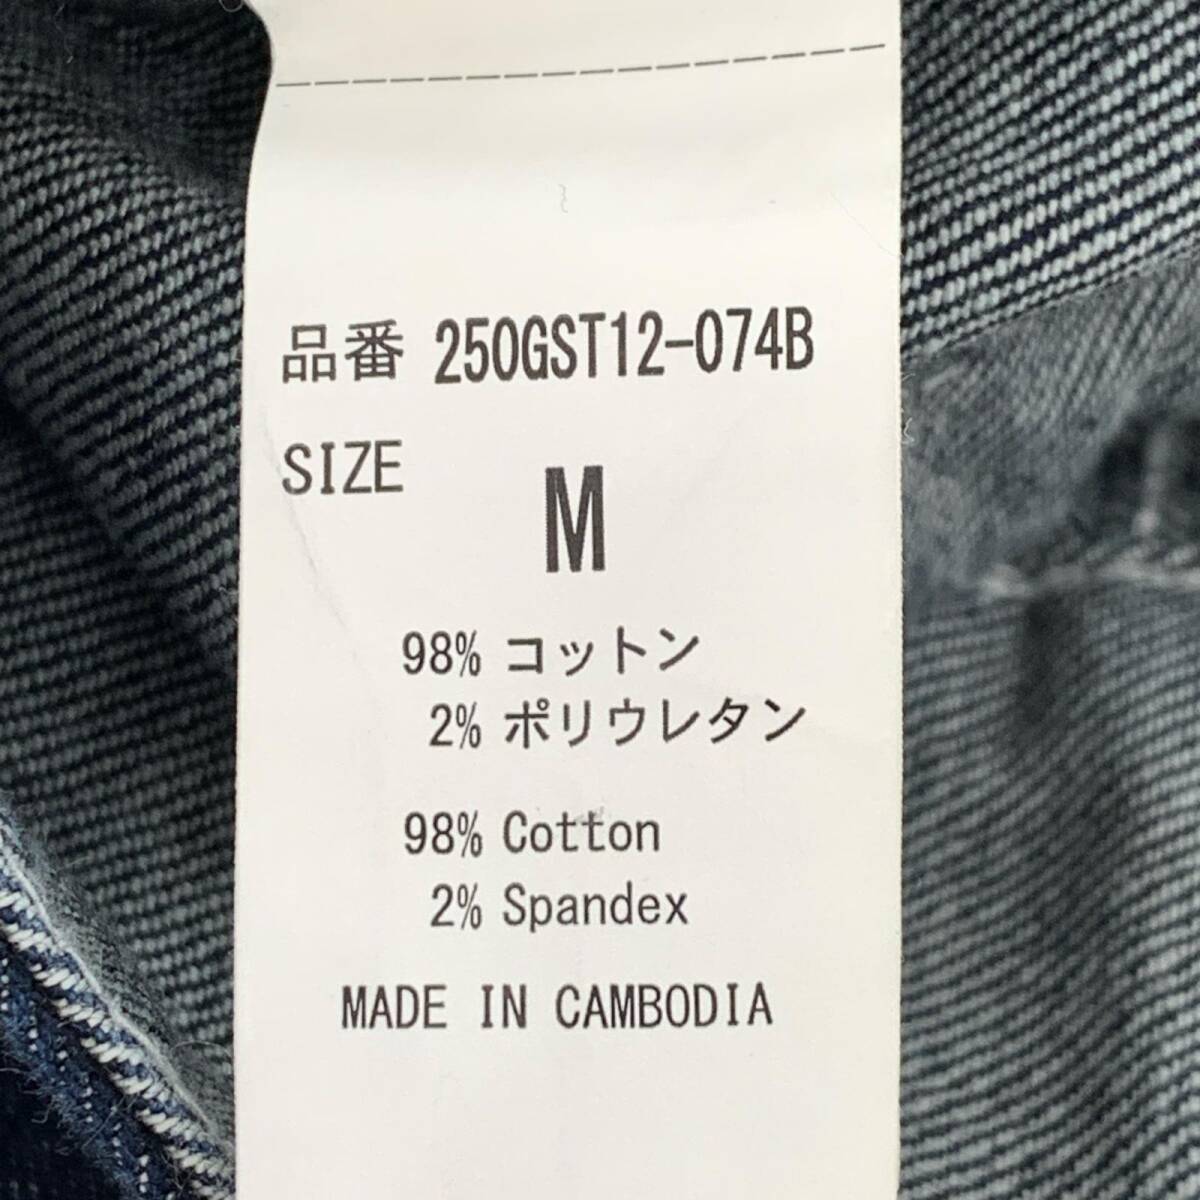 品番 250GST12-074B
SIZE M
98% コットン
2% ポリウレタン
98% Cotton
2% Spandex
MADE IN CAMBODIA